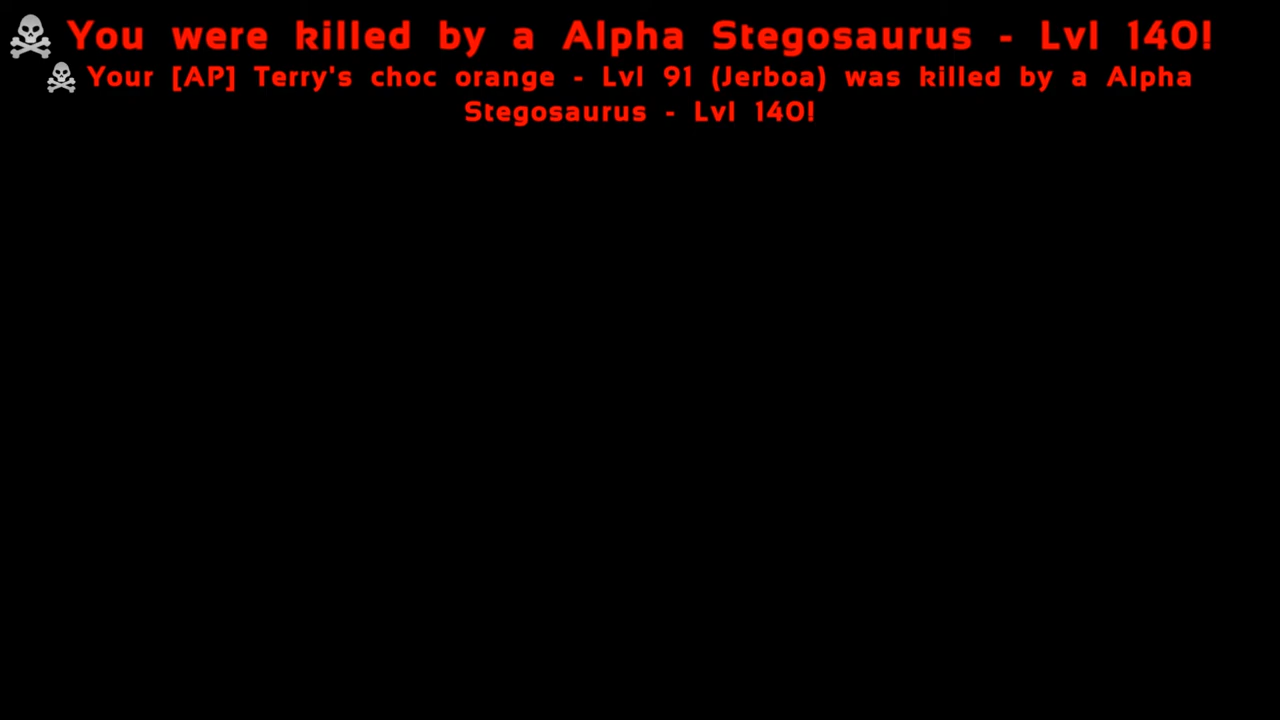 You were killed by a Alpha Stegosaurus - Lvl 140!
Your [AP] Terry's choc orange - Lvl 91 (Jerboa) was killed by a Alpha
Stegosaurus - Lvl 140!